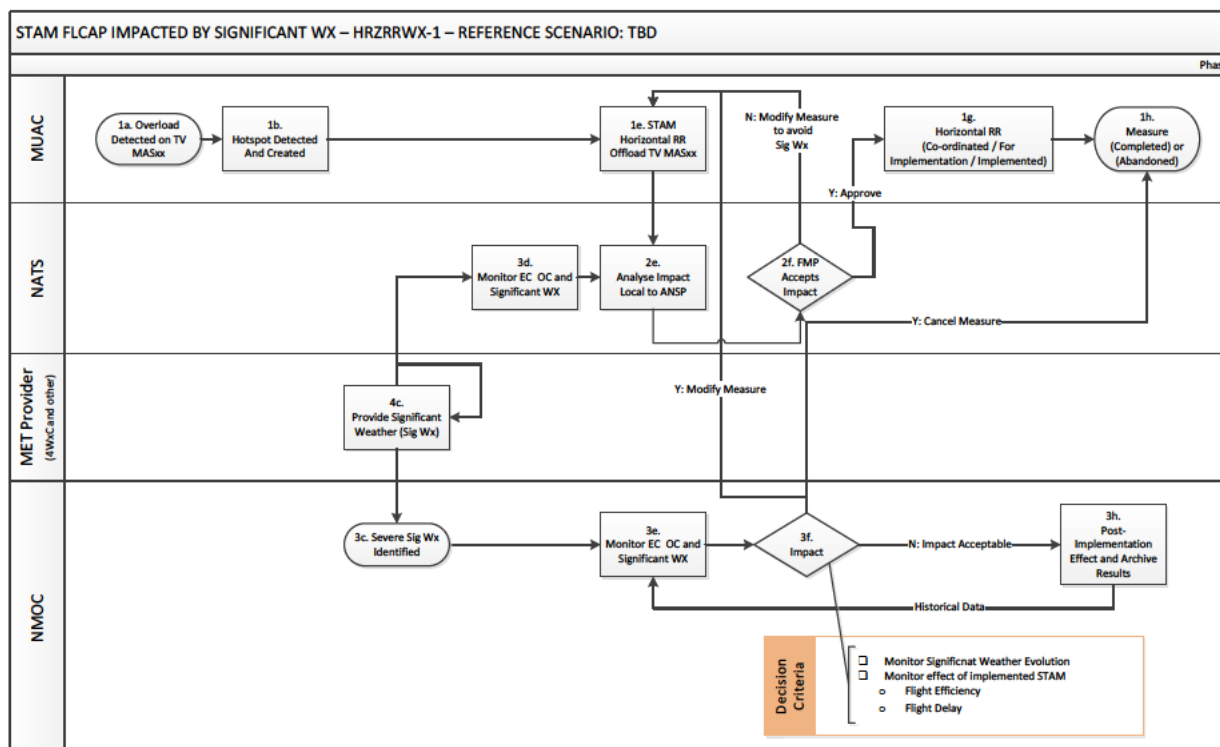 STAM FLCAP IMPACTED BY SIGNIFICANT WX – HRZRRWX-1 – REFERENCE SCENARIO: TBD
Phas
MUAC
1a. Overload
Detected on TV
MASxx
1b.
Hotspot Detected
And Created
1e. STAM
Horizontal RR
Offload TV MASxx
N: Modify Measure
to avoid
Sig Wx
1g.
Horizontal RR
(Co-ordinated / For
Implementation / Implemented)
1h.
Measure
(Completed) or
(Abandoned)
Y: Approve
NATS
3d.
Monitor EC OC and
Significant WX
2e.
Analyse Impact
Local to ANSP
2f. FMP
Accepts
Impact
Y: Cancel Measure
MET Provider
(4WxCand other)
4c.
Provide Significant
Weather (Sig Wx)
Y: Modify Measure
NMOC
3c. Severe Sig Wx
Identified
3e.
Monitor EC OC and
Significant WX
3f.
Impact
N: Impact Acceptable
3h.
Post-
Implementation
Effect and Archive
Results
Historical Data
Decision
Criteria
Monitor Significnat Weather Evolution
Monitor effect of implemented STAM
Flight Efficiency
Flight Delay